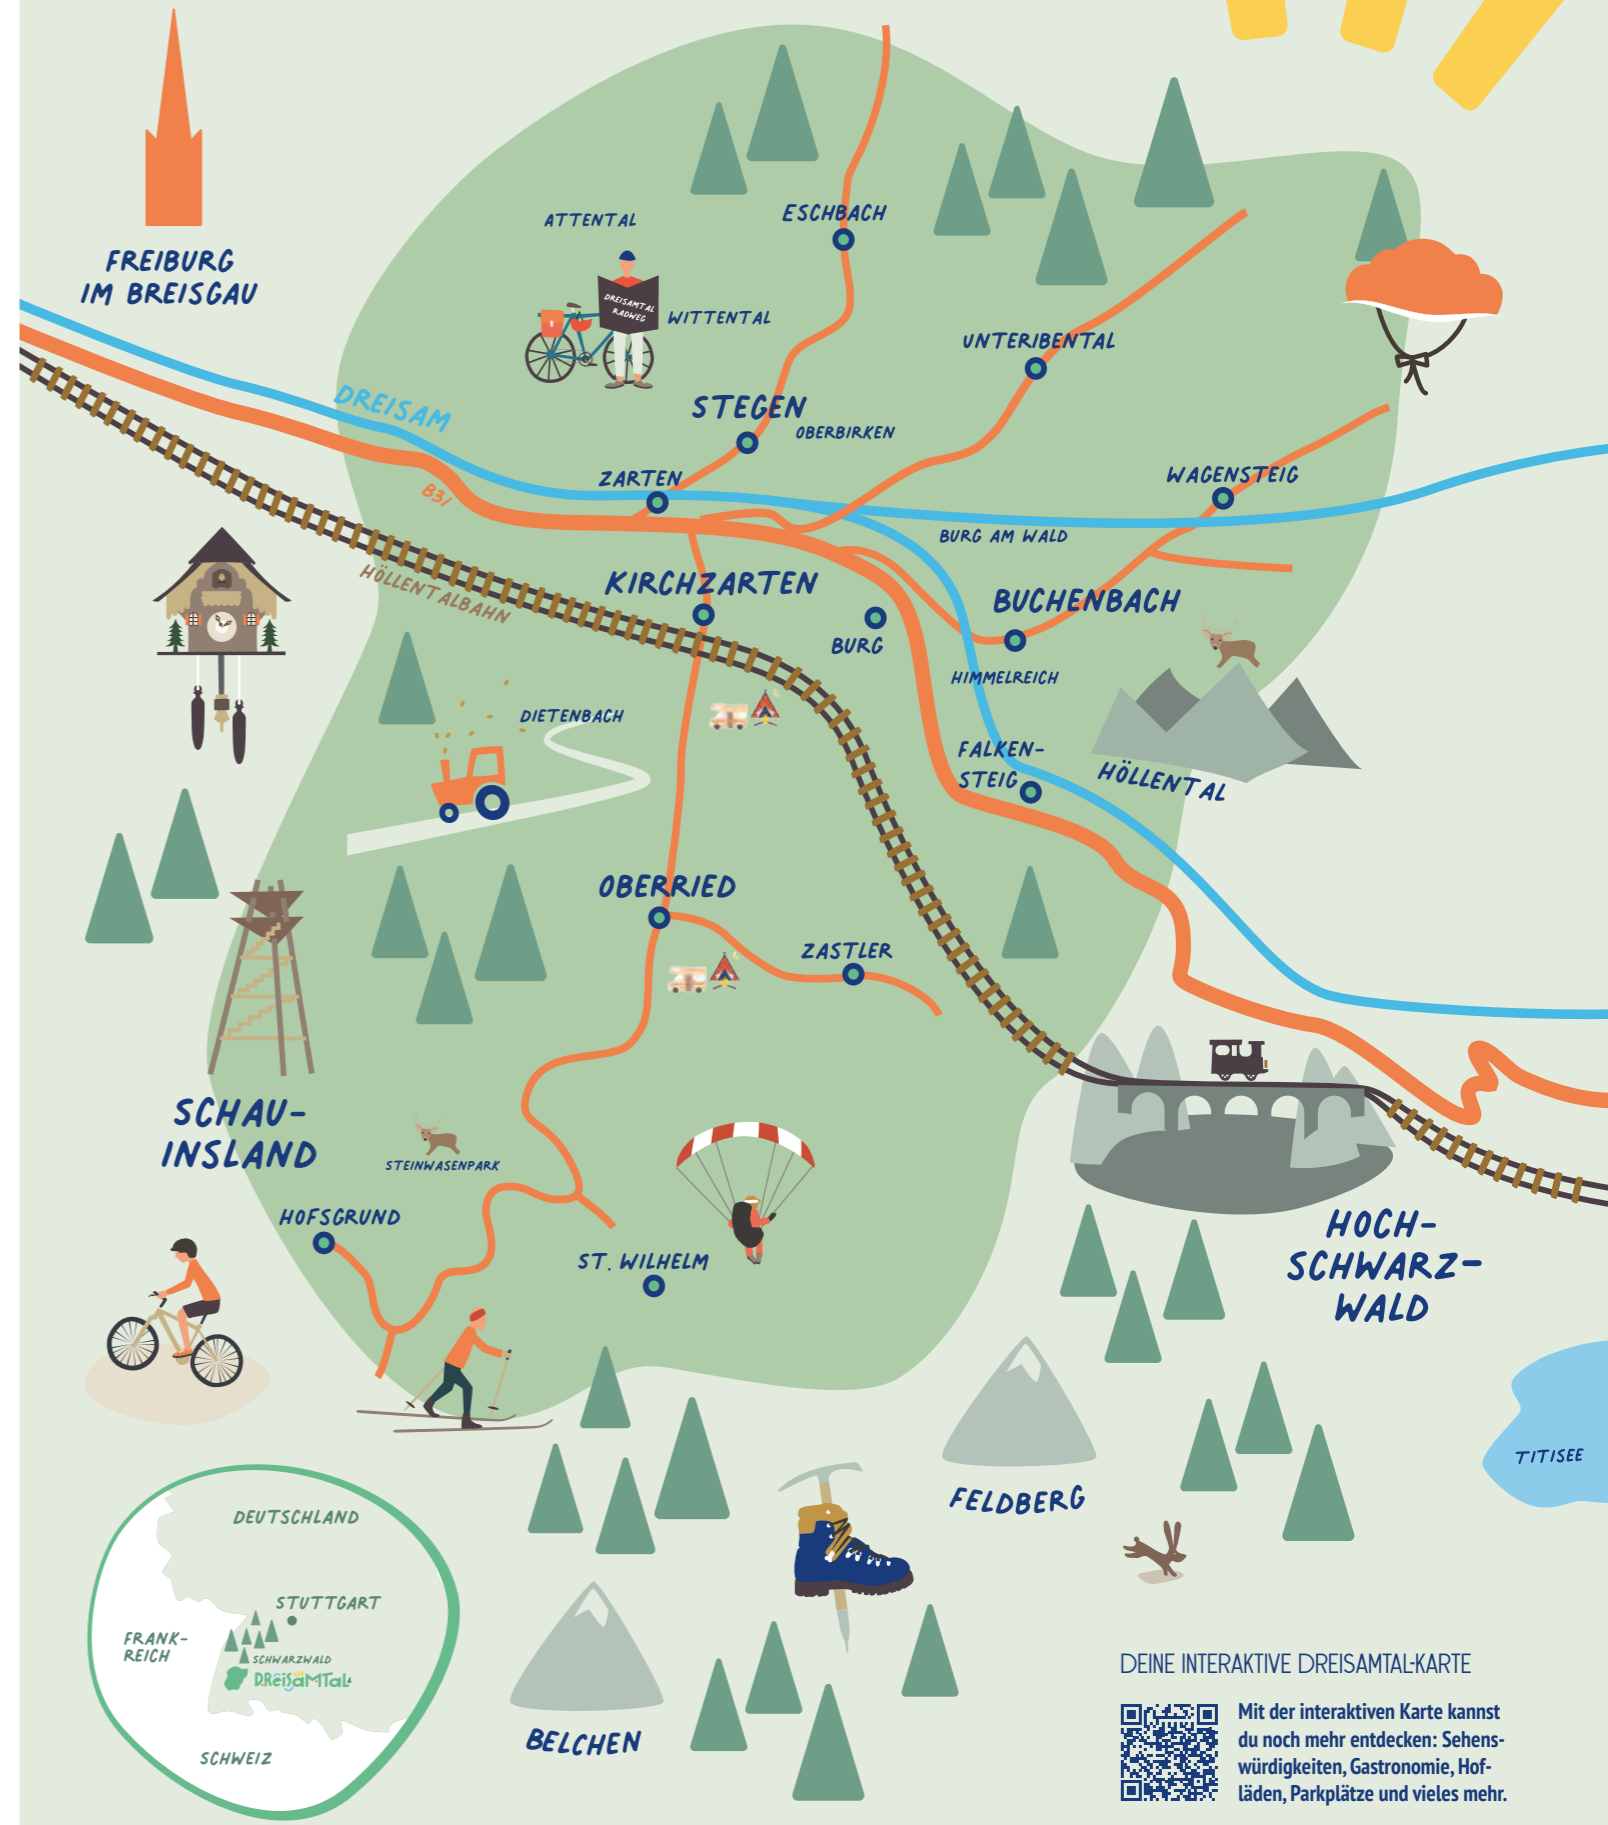 FREIBURG
IM BREISGAU
ATTENTAL
ESCHBACH
DREISAMTAL
RADWEG
WITTENTAL
UNTERIBENTAL
DREISAM
STEGEN
OBERBIRKEN
ZARTEN
WAGENSTEIG
B31
BURG AM WALD
HÖLLENTALBAHN
KIRCHZARTEN
BUCHENBACH
BURG
HIMMELREICH
DIETENBACH
FALKEN-
STEIG
HÖLLENTAL
OBERRIED
ZASTLER
SCHAU-
INSLAND
STEINWASENPARK
HOFSGRUND
ST. WILHELM
HOCH-
SCHWARZ-
WALD
TITISEE
FELDBERG
BELCHEN
DEUTSCHLAND
STUTTGART
FRANK-
REICH
SCHWARZWALD
DREISAMTAL
SCHWEIZ
DEINE INTERAKTIVE DREISAMTAL-KARTE
Mit der interaktiven Karte kannst
du noch mehr entdecken: Sehens-
würdigkeiten, Gastronomie, Hof-
läden, Parkplätze und vieles mehr.